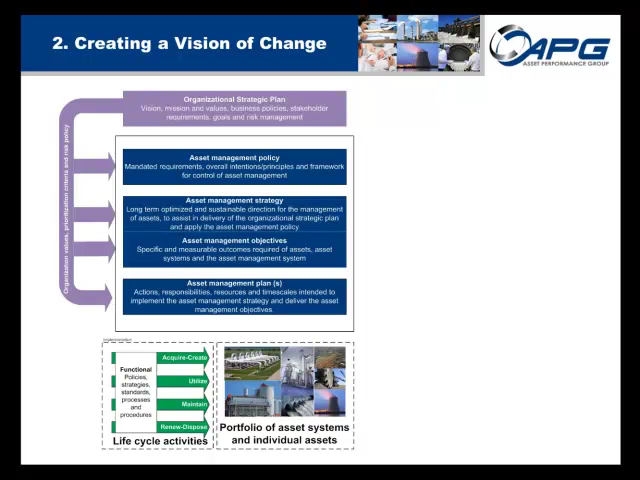 2. Creating a Vision of Change
APG
ASSET PERFORMANCE GROUP
Organizational Strategic Plan
Vision, mission and values, business policies, stakeholder
requirements, goals and risk management
Organization values, prioritization criteria and risk policy
Asset management policy
Mandated requirements, overall intentions/principles and framework
for control of asset management
Asset management strategy
Long term optimized and sustainable direction for the management
of assets, to assist in delivery of the organizational strategic plan
and apply the asset management policy
Asset management objectives
Specific and measurable outcomes required of assets, asset
systems and the asset management system
Asset management plan (s)
Actions, responsibilities, resources and timescales intended to
implement the asset management strategy and deliver the asset
management objectives
Implementation
Functional
Policies,
strategies,
standards,
processes
and
procedures
Acquire-Create
Utilize
Maintain
Renew-Dispose
Life cycle activities
Portfolio of asset systems
and individual assets